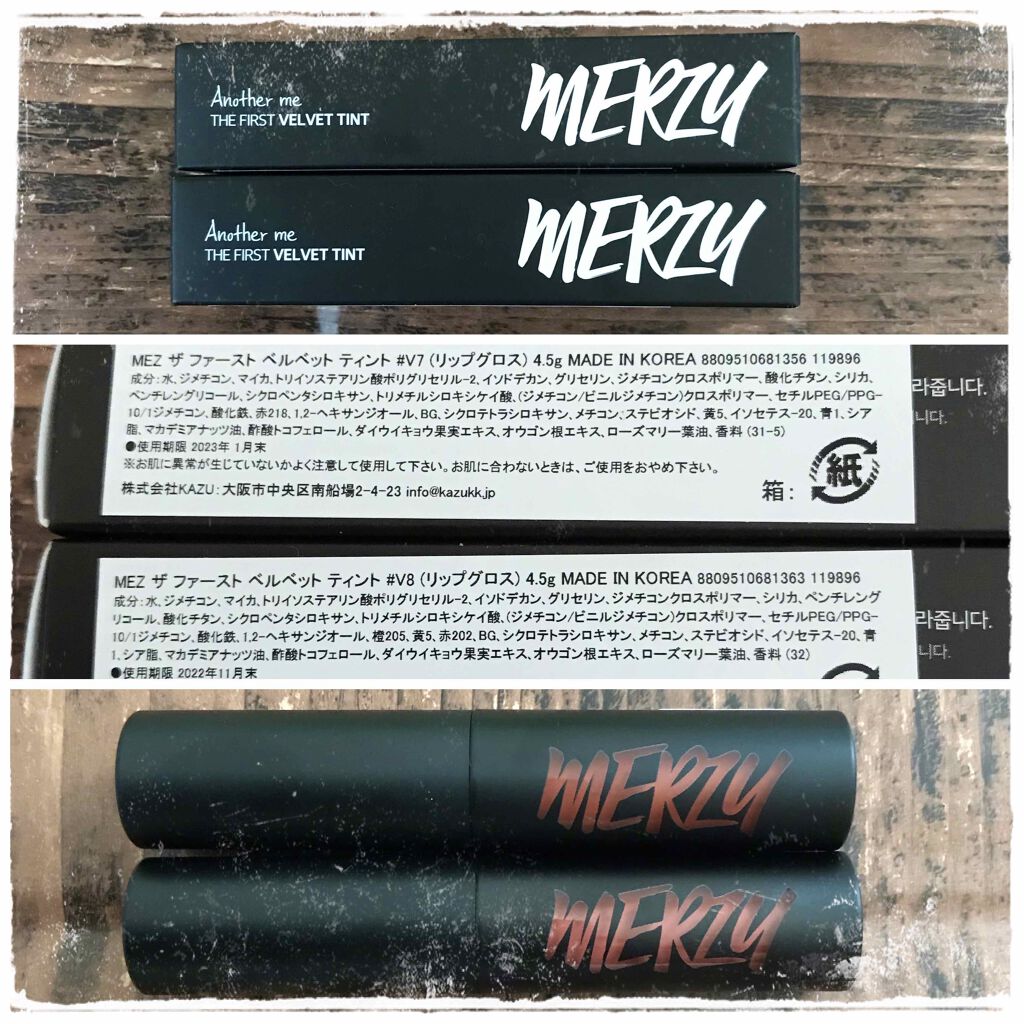 Another me
THE FIRST VELVET TINT
MERZY
Another me
THE FIRST VELVET TINT
MERZY
MEZ ザ ファースト ベルベット ティント #V7 (リップグロス) 4.5g MADE IN KOREA 8809510681356 119896
成分：水、ジメチコン、マイカ、トリイソステアリン酸ポリグリセリル-2、イソドデカン、グリセリン、ジメチコンクロスポリマー、酸化チタン、シリカ、
ペンチレングリコール、シクロペンタシロキサン、トリメチルシロキシケイ酸、(ジメチコン/ビニルジメチコン)クロスポリマー、セチルPEG/PPG-
10/1ジメチコン、酸化鉄、赤218、1,2-ヘキサンジオール、BG、シクロテトラシロキサン、メチコン、ステビオシド、黄5、イソセテス-20、青1、シア
脂、マカデミアナッツ油、酢酸トコフェロール、ダイウイキョウ果実エキス、オウゴン根エキス、ローズマリー葉油、香料 (31-5)
●使用期限 2023年 1月末
※お肌に異常が生じていないかよく注意して使用して下さい。お肌に合わないときは、ご使用をおやめ下さい。
株式会社KAZU：大阪市中央区南船場2-4-23 info@kazukk.jp
箱：
紙
라줍니다.
니다.
MEZ ザ ファースト ベルベット ティント #V8 (リップグロス) 4.5g MADE IN KOREA 8809510681363 119896
成分：水、ジメチコン、マイカ、トリイソステアリン酸ポリグリセリル-2、イソドデカン、グリセリン、ジメチコンクロスポリマー、シリカ、ペンチレング
リコール、酸化チタン、シクロペンタシロキサン、トリメチルシロキシケイ酸、(ジメチコン/ビニルジメチコン)クロスポリマー、セチルPEG/PPG-
10/1ジメチコン、酸化鉄、1,2-ヘキサンジオール、橙205、黄5、赤202、BG、シクロテトラシロキサン、メチコン、ステビオシド、イソセテス-20、青
1、シア脂、マカデミアナッツ油、酢酸トコフェロール、ダイウイキョウ果実エキス、オウゴン根エキス、ローズマリー葉油、香料 (32)
●使用期限 2022年11月末
라줍니다.
니다.
MERZY
MERZY